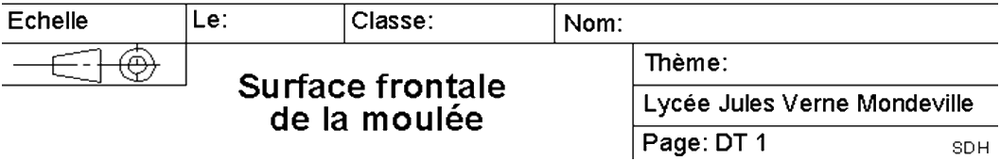 Echelle
Le:
Classe:
Nom:
Surface frontale
de la moulée
Thème:
Lycée Jules Verne Mondeville
Page: DT 1
SDH